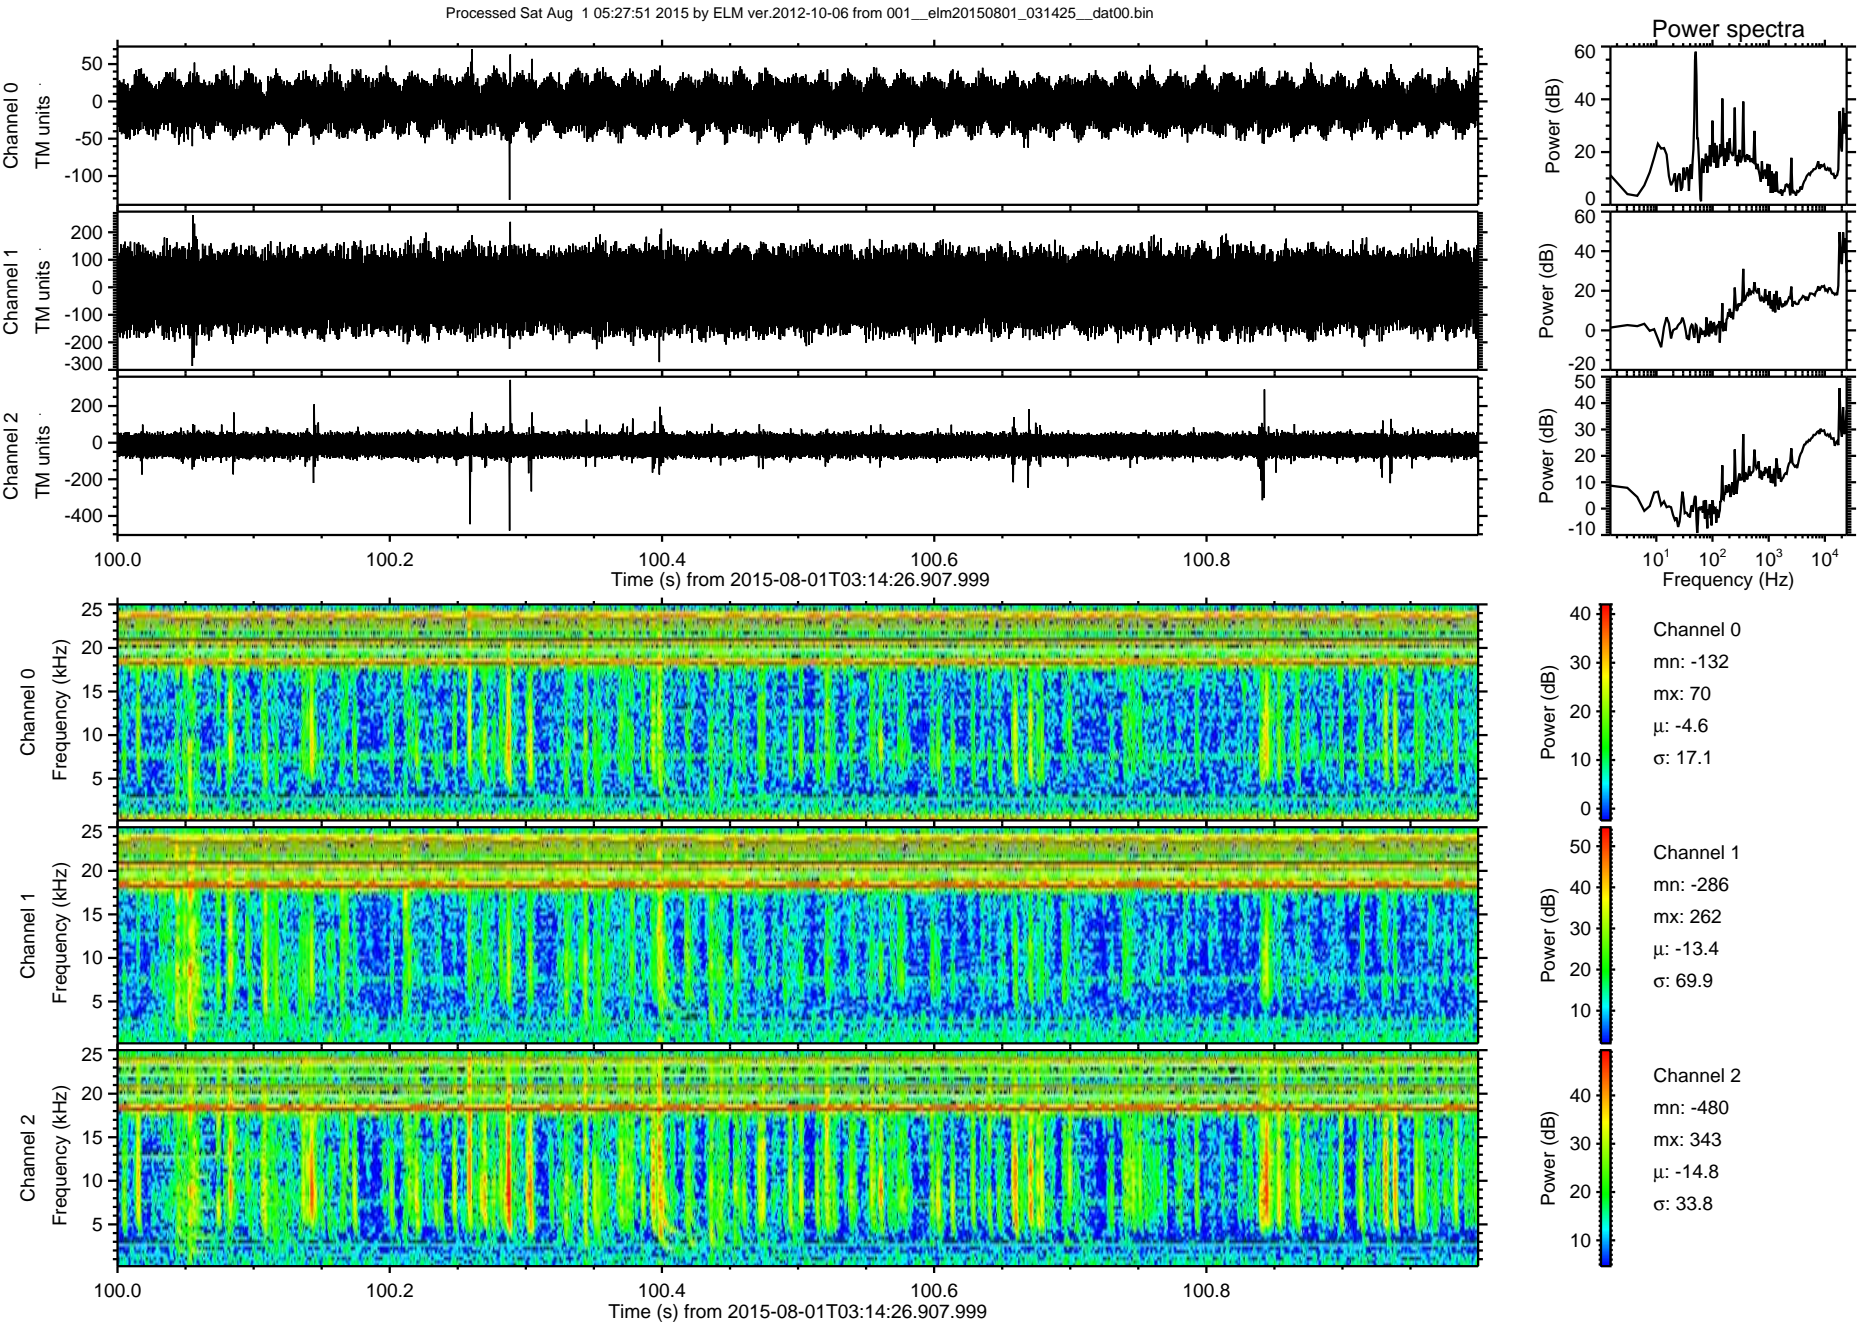 Processed Sat Aug 1 05:27:51 2015 by ELM ver.2012-10-06 from 001__elm20150801_031425__dat00.bin
Power spectra
Channel 0
TM units
50
0
-50
-100
Power (dB)
60
40
20
0
Channel 1
TM units
200
100
0
-100
-200
-300
Power (dB)
60
40
20
0
-20
Channel 2
TM units
200
0
-200
-400
Power (dB)
50
40
30
20
10
0
-10
100.0 100.2 100.4 100.6 100.8
Time (s) from 2015-08-01T03:14:26.907.999
10¹ 10² 10³ 10⁴
Frequency (Hz)
Channel 0
Frequency (kHz)
25
20
15
10
5
Power (dB)
40
30
20
10
0
Channel 0
mn: -132
mx: 70
µ: -4.6
σ: 17.1
Channel 1
Frequency (kHz)
25
20
15
10
5
Power (dB)
50
40
30
20
10
Channel 1
mn: -286
mx: 262
µ: -13.4
σ: 69.9
Channel 2
Frequency (kHz)
25
20
15
10
5
Power (dB)
40
30
20
10
Channel 2
mn: -480
mx: 343
µ: -14.8
σ: 33.8
100.0 100.2 100.4 100.6 100.8
Time (s) from 2015-08-01T03:14:26.907.999